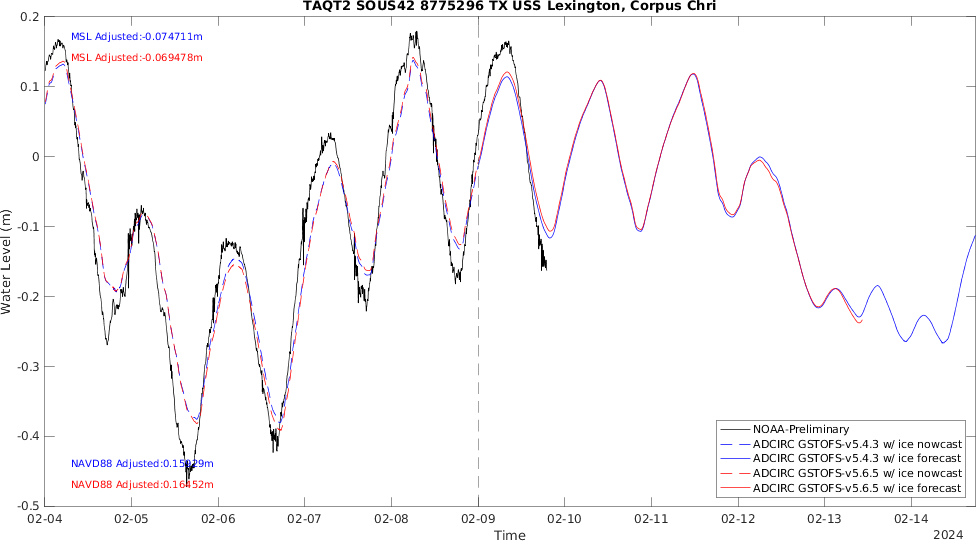 TAQT2 SOUS42 8775296 TX USS Lexington, Corpus Chri
MSL Adjusted:-0.074711m
MSL Adjusted:-0.069478m
0.2
0.1
0
-0.1
-0.2
-0.3
-0.4
-0.5
Water Level (m)
NAVD88 Adjusted:0.15929m
NAVD88 Adjusted:0.16452m
NOAA-Preliminary
ADCIRC GSTOFS-v5.4.3 w/ ice nowcast
ADCIRC GSTOFS-v5.4.3 w/ ice forecast
ADCIRC GSTOFS-v5.6.5 w/ ice nowcast
ADCIRC GSTOFS-v5.6.5 w/ ice forecast
02-04 02-05 02-06 02-07 02-08 02-09 02-10 02-11 02-12 02-13 02-14
Time
2024